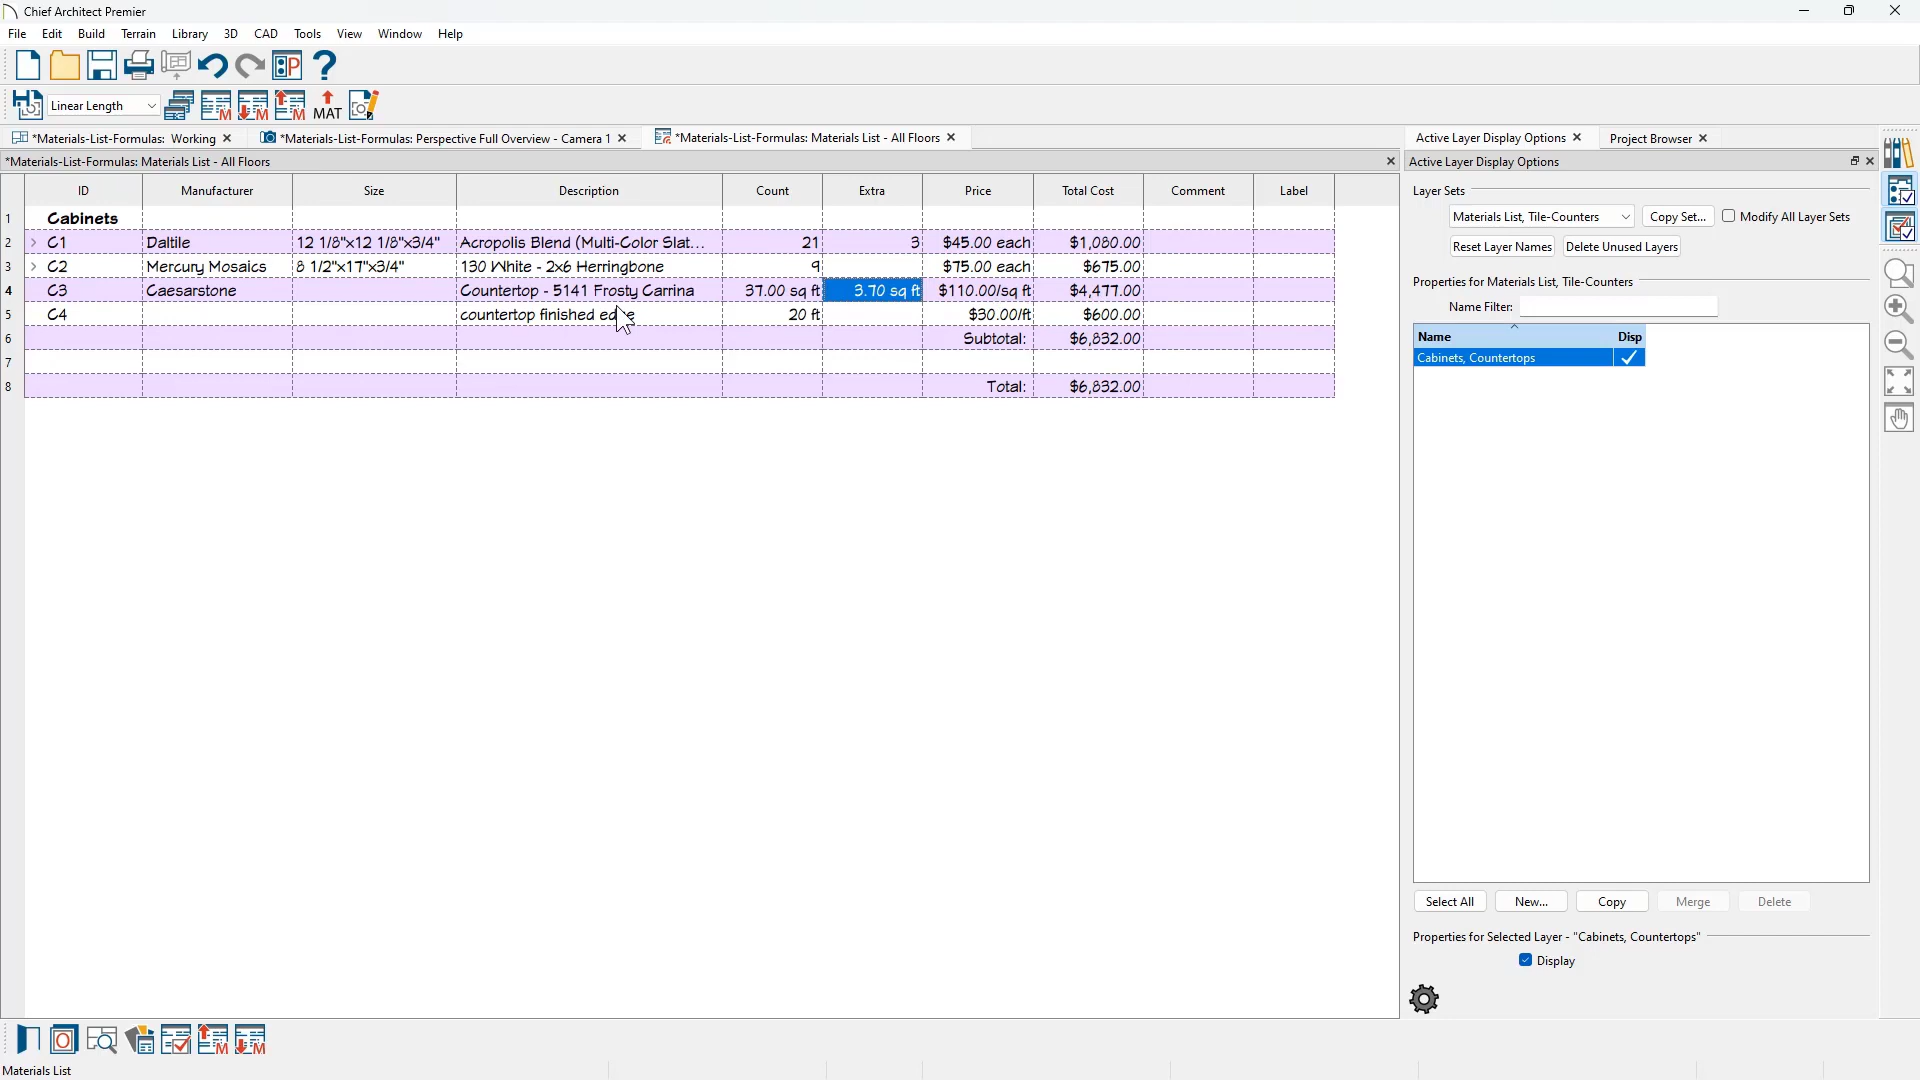 Chief Architect Premier
File Edit Build Terrain Library 3D CAD Tools View Window Help
Linear Length MAT
*Materials-List-Formulas: Working *Materials-List-Formulas: Perspective Full Overview - Camera 1 *Materials-List-Formulas: Materials List - All Floors
*Materials-List-Formulas: Materials List - All Floors
ID Manufacturer Size Description Count Extra Price Total Cost Comment Label
1 Cabinets
2 C1 Daltile 12 1/8"x12 1/8"x3/4" Acropolis Blend (Multi-Color Slat... 21 3 $45.00 each $1,080.00
3 C2 Mercury Mosaics 8 1/2"x17"x3/4" 130 White - 2x6 Herringbone 9 $75.00 each $675.00
4 C3 Caesarstone Countertop - 5141 Frosty Carrina 37.00 sq ft 3.70 sq ft $110.00/sq ft $4,477.00
5 C4 countertop finished edge 20 ft $30.00/ft $600.00
6 Subtotal: $6,832.00
7
8 Total: $6,832.00
Active Layer Display Options Project Browser
Active Layer Display Options
Layer Sets
Materials List, Tile-Counters Copy Set... Modify All Layer Sets
Reset Layer Names Delete Unused Layers
Properties for Materials List, Tile-Counters
Name Filter:
Name Disp
Cabinets, Countertops
Select All New... Copy Merge Delete
Properties for Selected Layer - "Cabinets, Countertops"
Display
Materials List